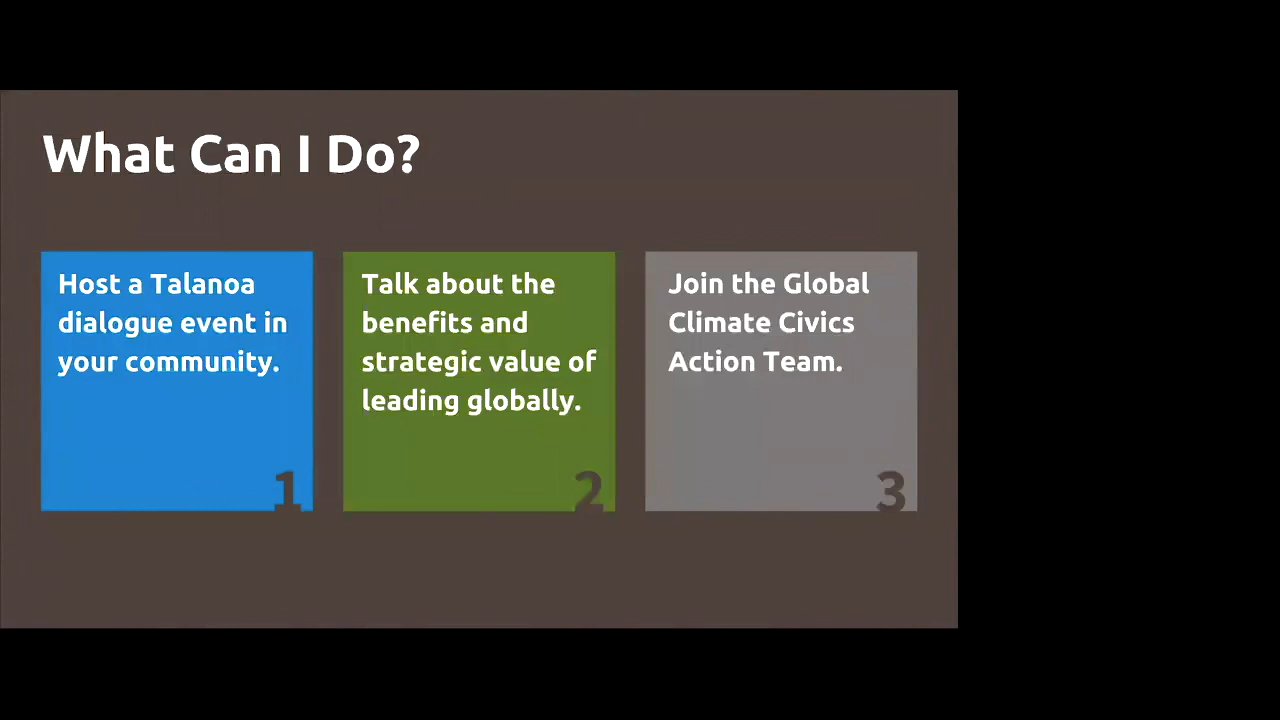 What Can I Do?
Host a Talanoa
dialogue event in
your community.
1
Talk about the
benefits and
strategic value of
leading globally.
2
Join the Global
Climate Civics
Action Team.
3